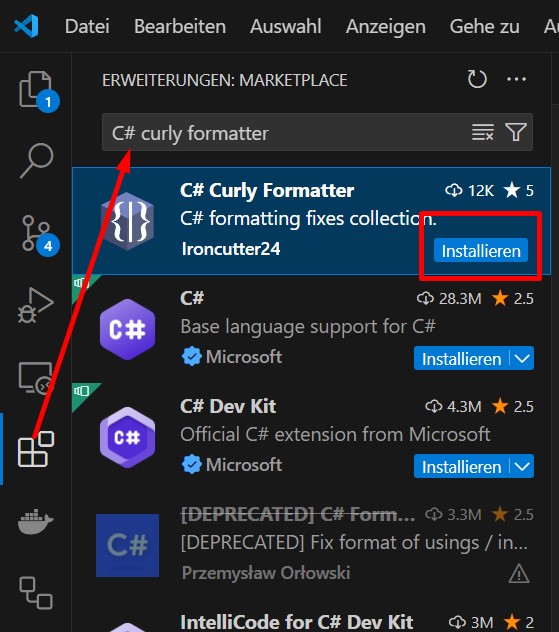 Datei Bearbeiten Auswahl Anzeigen Gehe zu
ERWEITERUNGEN: MARKETPLACE
1
C# curly formatter
C# Curly Formatter 12K 5
C# formatting fixes collection.
Ironcutter24 Installieren
4
C# 28.3M 2.5
Base language support for C#
Microsoft Installieren
C# Dev Kit 4.3M 2.5
Official C# extension from Microsoft
Microsoft Installieren
[DEPRECATED] C# Form... 3.3M 2.5
[DEPRECATED] Fix format of usings / in...
Przemysław Orłowski
IntelliCode for C# Dev Kit 3M 2